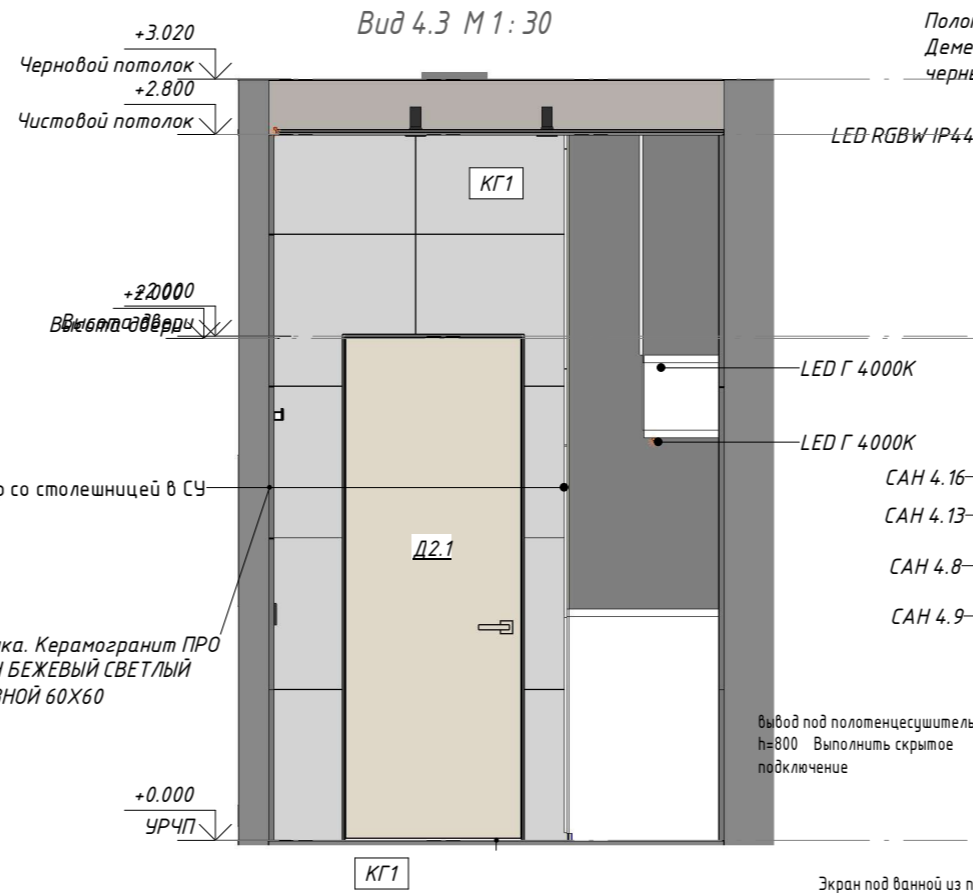 Вид 4.3 М 1 : 30
+3.020
Черновой потолок
+2.800
Чистовой потолок
КГ1
LED RGBW IP44
Высота двери
LED Г 4000К
LED Г 4000К
со столешницей в СУ
Д2.1
САН 4.16
САН 4.13
САН 4.8
САН 4.9
Керамогранит ПРО
БЕЖЕВЫЙ СВЕТЛЫЙ
60X60
вывод под полотенцесушитель
h=800 Выполнить скрытое
подключение
+0.000
УРЧП
КГ1
Экран под ванной из